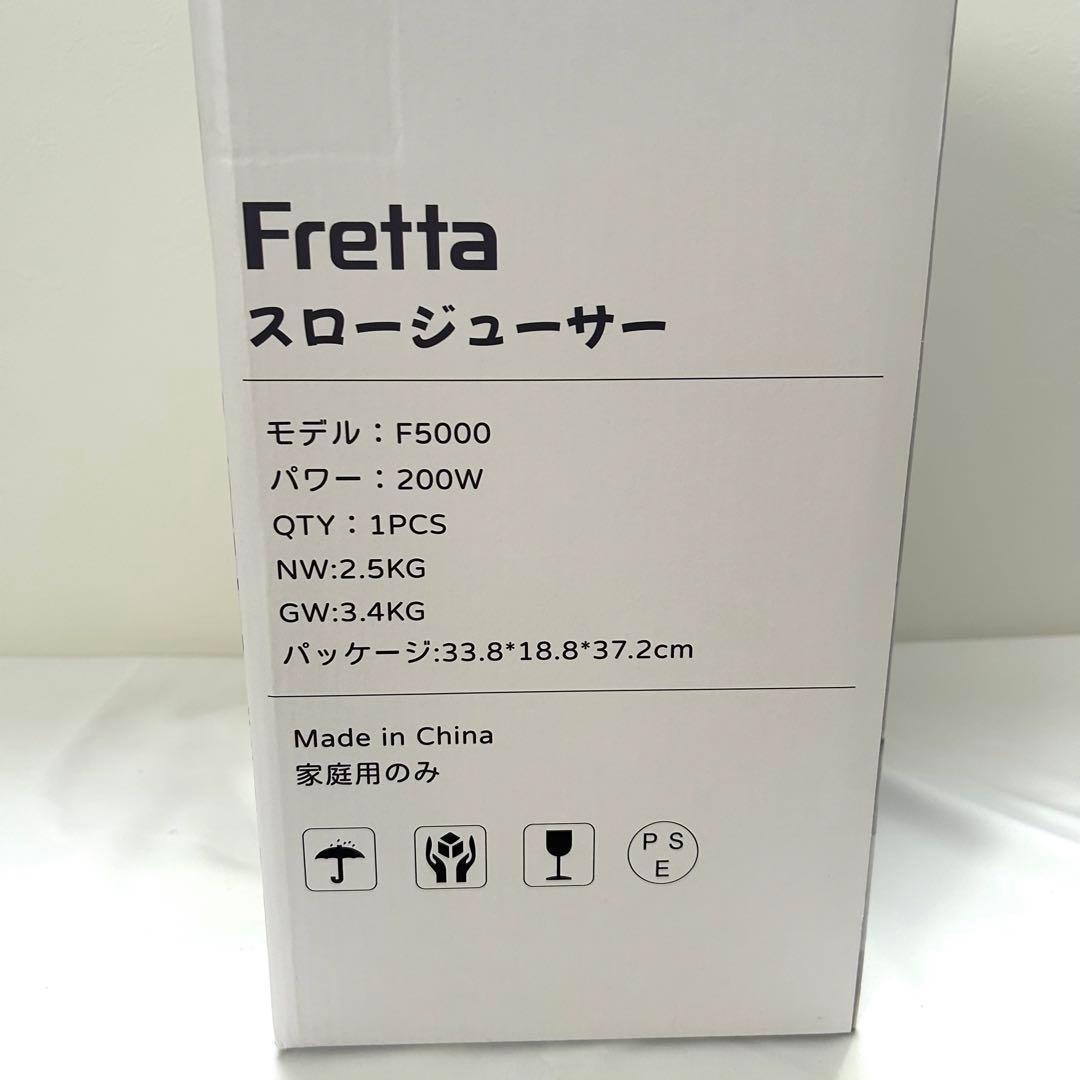 Fretta
スロージューサー
モデル：F5000
パワー：200W
QTY：1PCS
NW:2.5KG
GW:3.4KG
パッケージ:33.8*18.8*37.2cm
Made in China
家庭用のみ
P S
E